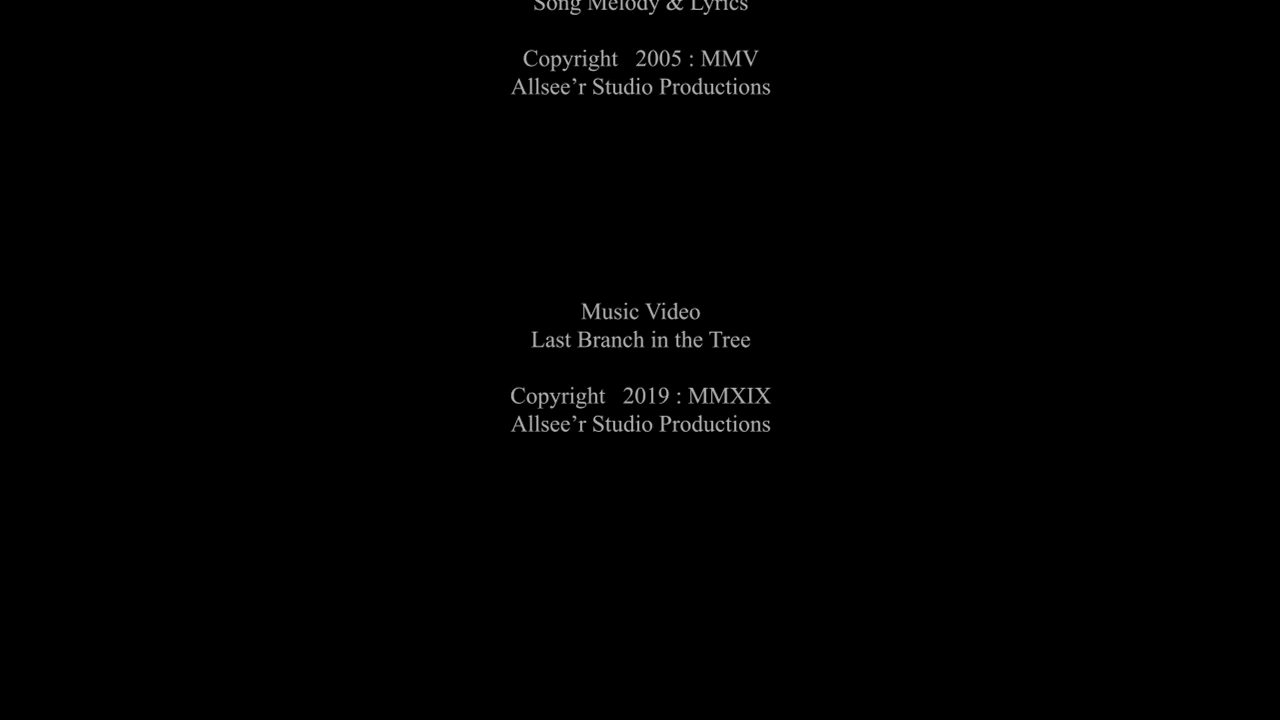 Song Melody & Lyrics
Copyright 2005 : MMV
Allsee’r Studio Productions
Music Video
Last Branch in the Tree
Copyright 2019 : MMXIX
Allsee’r Studio Productions